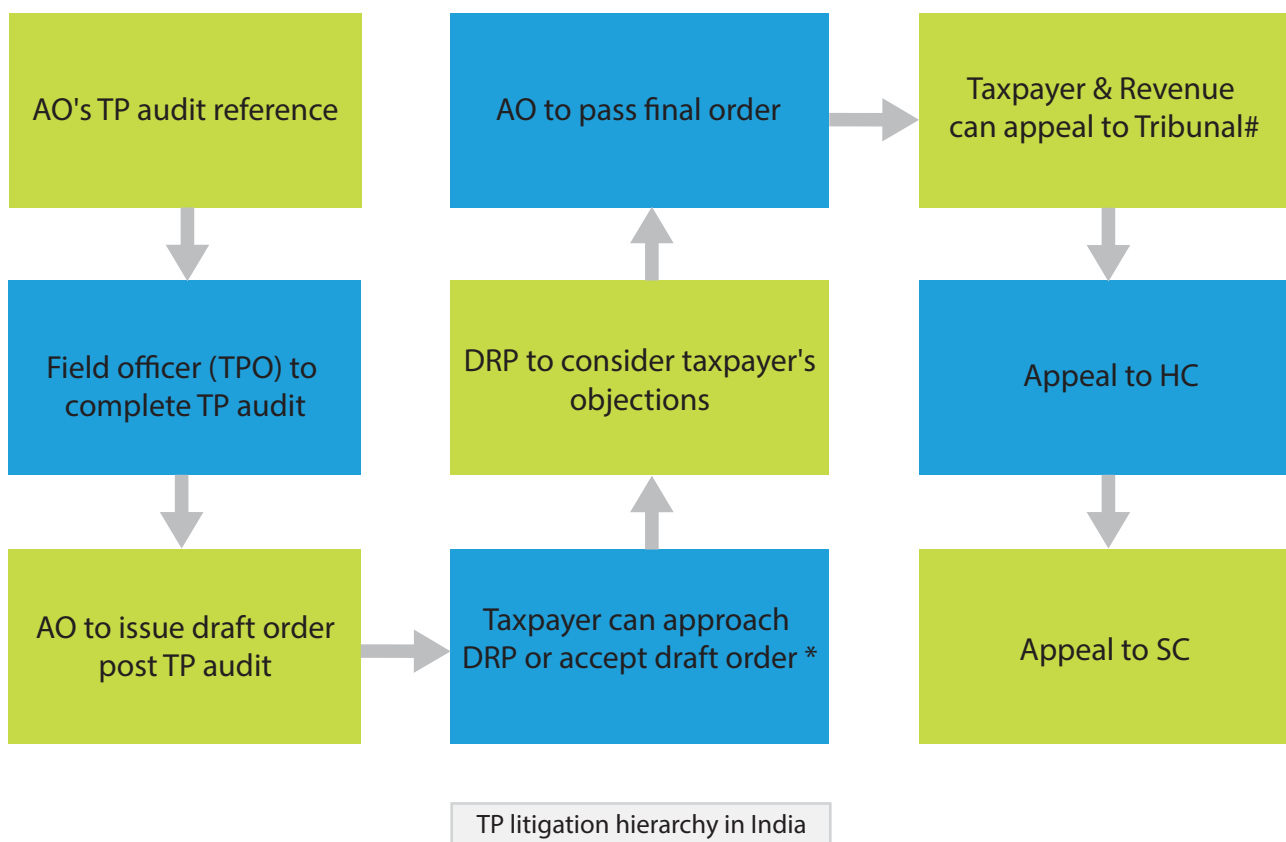 AO's TP audit reference
Field officer (TPO) to
complete TP audit
AO to issue draft order
post TP audit
Taxpayer can approach
DRP or accept draft order *
DRP to consider taxpayer's
objections
AO to pass final order
Taxpayer & Revenue
can appeal to Tribunal#
Appeal to HC
Appeal to SC
TP litigation hierarchy in India